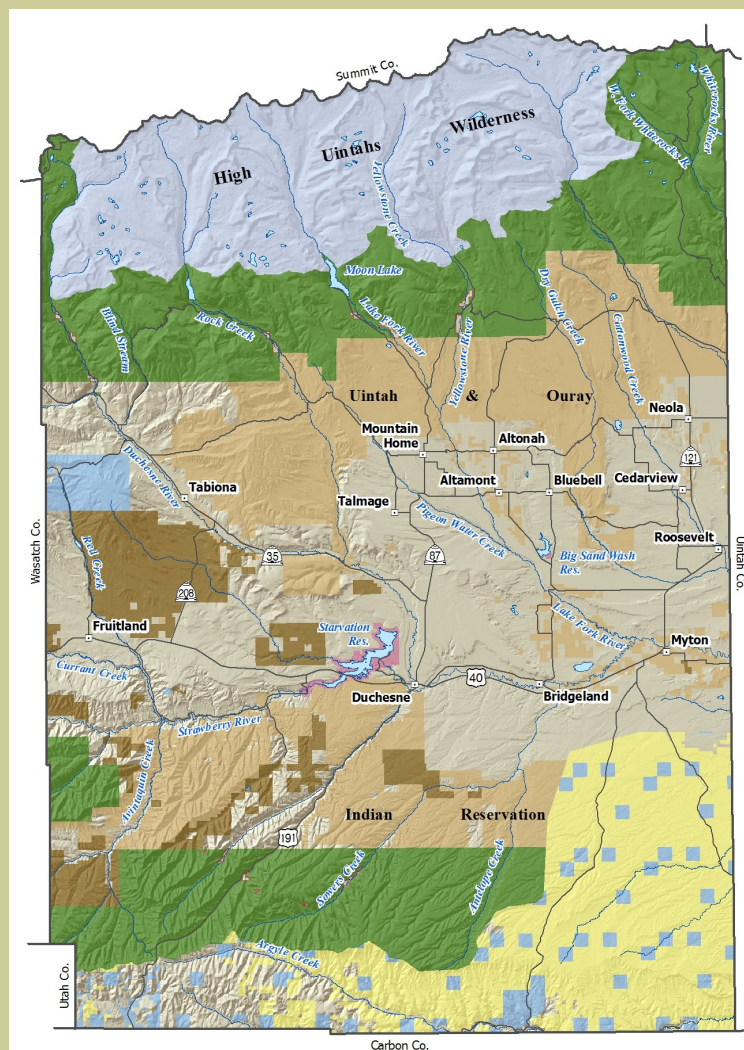 Summit Co.
Wilderness
Uintahs
High
Whiterocks River
W. Fork Whiterocks R.
Yellowstone Creek
Moon Lake
Blind Stream
Rock Creek
Lake Fork River
Yellowstone River
Dry Gulch Creek
Cottonwood Creek
Uintah
&
Ouray
Neola
Mountain
Home
Altonah
121
Duchesne River
Tabiona
Altamont
Bluebell
Cedarview
Talmage
Pigeon Water Creek
Roosevelt
Wasatch Co.
Uintah Co.
Red Creek
35
87
Big Sand Wash
Res.
208
Fruitland
Starvation
Res.
Lake Fork River
Myton
Currant Creek
40
Duchesne
Bridgeland
Strawberry River
Avintaquin Creek
Indian
Reservation
191
Sowers Creek
Antelope Creek
Argyle Creek
Utah Co.
Carbon Co.